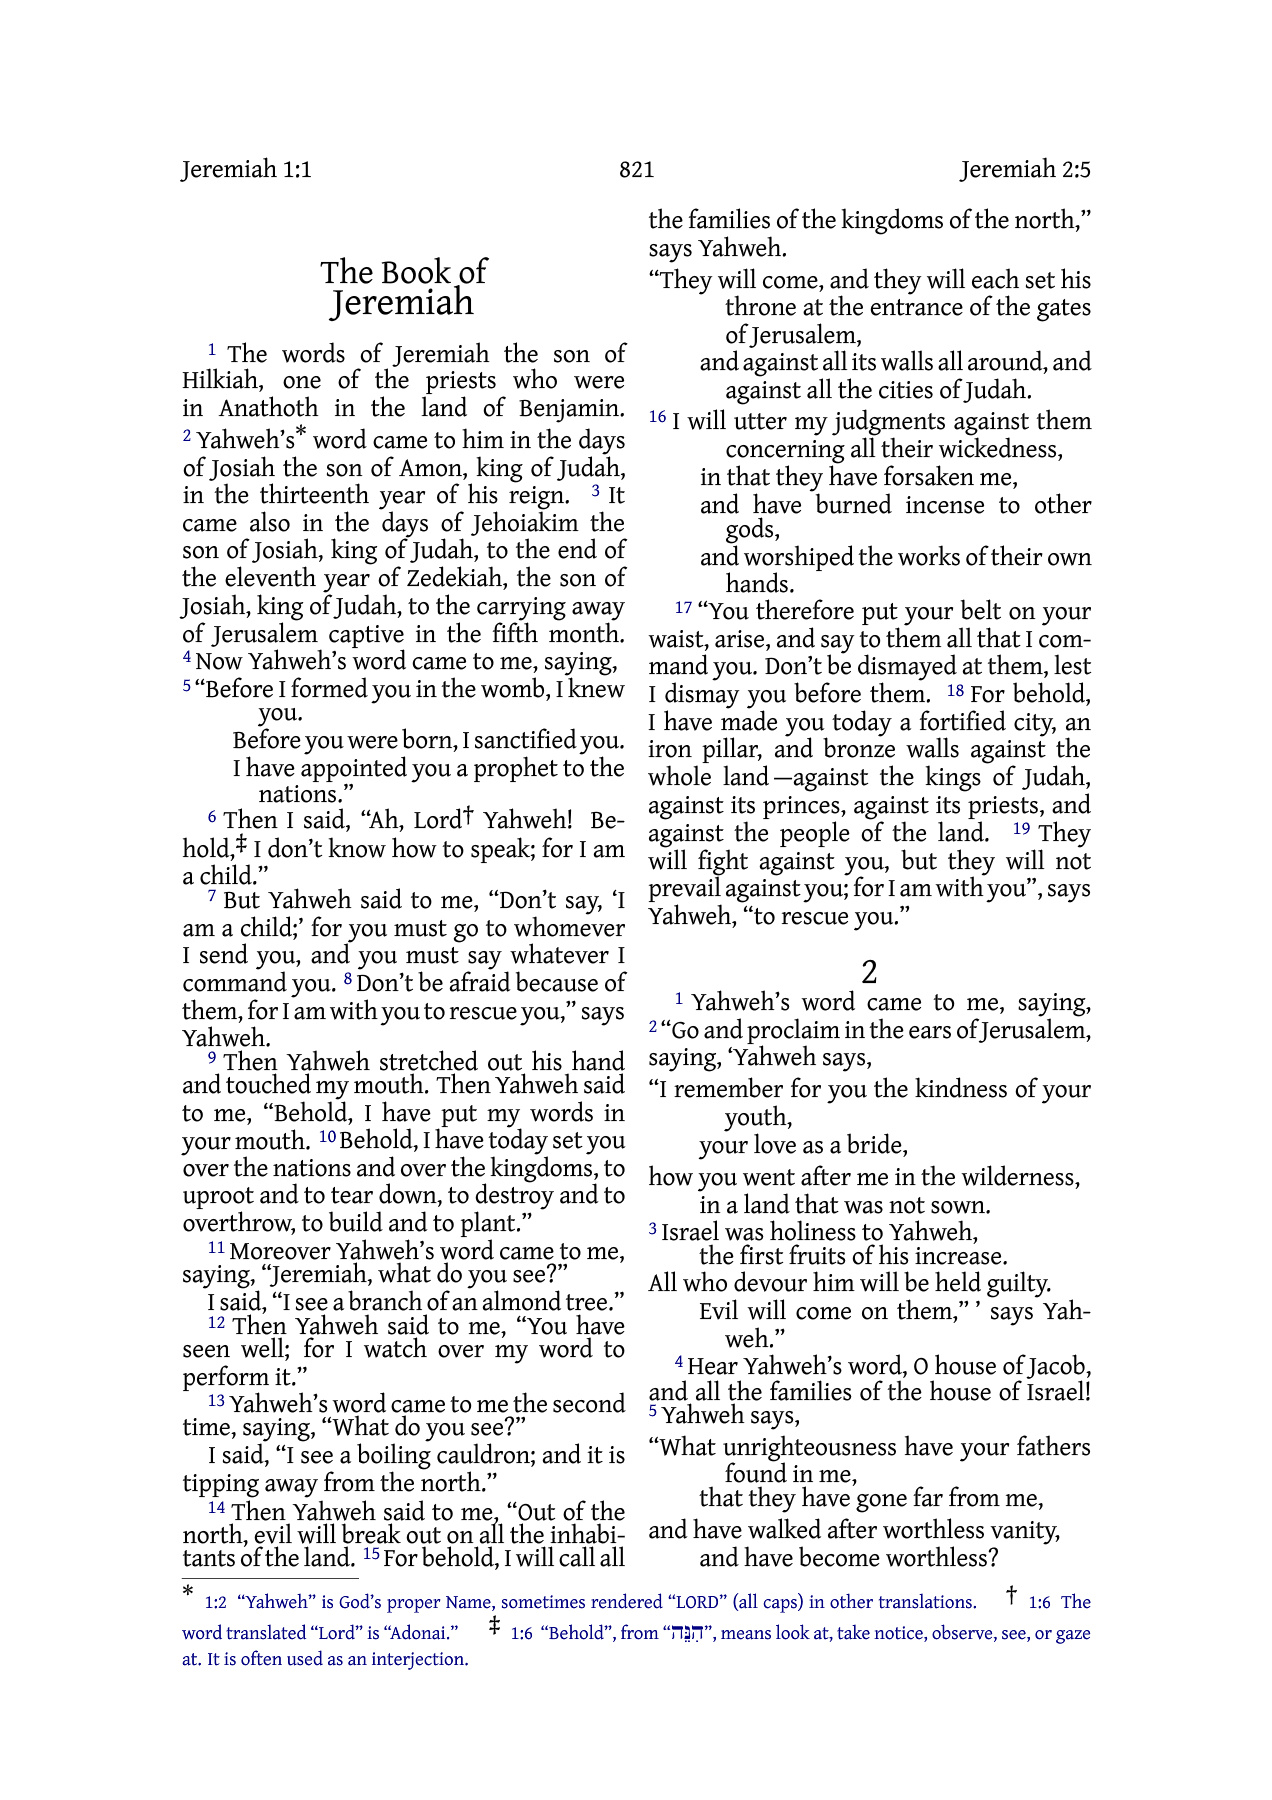 Jeremiah 1:1 821 Jeremiah 2:5
The Book of
Jeremiah
1 The words of Jeremiah the son of
Hilkiah, one of the priests who were
in Anathoth in the land of Benjamin.
2 Yahweh’s* word came to him in the days
of Josiah the son of Amon, king of Judah,
in the thirteenth year of his reign. 3 It
came also in the days of Jehoiakim the
son of Josiah, king of Judah, to the end of
the eleventh year of Zedekiah, the son of
Josiah, king of Judah, to the carrying away
of Jerusalem captive in the fifth month.
4 Now Yahweh’s word came to me, saying,
5 “Before I formed you in the womb, I knew
you.
Before you were born, I sanctified you.
I have appointed you a prophet to the
nations.”
6 Then I said, “Ah, Lord† Yahweh! Be-
hold,‡ I don’t know how to speak; for I am
a child.”
7 But Yahweh said to me, “Don’t say, ‘I
am a child;’ for you must go to whomever
I send you, and you must say whatever I
command you. 8 Don’t be afraid because of
them, for I am with you to rescue you,” says
Yahweh.
9 Then Yahweh stretched out his hand
and touched my mouth. Then Yahweh said
to me, “Behold, I have put my words in
your mouth. 10 Behold, I have today set you
over the nations and over the kingdoms, to
uproot and to tear down, to destroy and to
overthrow, to build and to plant.”
11 Moreover Yahweh’s word came to me,
saying, “Jeremiah, what do you see?”
I said, “I see a branch of an almond tree.”
12 Then Yahweh said to me, “You have
seen well; for I watch over my word to
perform it.”
13 Yahweh’s word came to me the second
time, saying, “What do you see?”
I said, “I see a boiling cauldron; and it is
tipping away from the north.”
14 Then Yahweh said to me, “Out of the
north, evil will break out on all the inhabi-
tants of the land. 15 For behold, I will call all
the families of the kingdoms of the north,”
says Yahweh.
“They will come, and they will each set his
throne at the entrance of the gates
of Jerusalem,
and against all its walls all around, and
against all the cities of Judah.
16 I will utter my judgments against them
concerning all their wickedness,
in that they have forsaken me,
and have burned incense to other
gods,
and worshiped the works of their own
hands.
17 “You therefore put your belt on your
waist, arise, and say to them all that I com-
mand you. Don’t be dismayed at them, lest
I dismay you before them. 18 For behold,
I have made you today a fortified city, an
iron pillar, and bronze walls against the
whole land—against the kings of Judah,
against its princes, against its priests, and
against the people of the land. 19 They
will fight against you, but they will not
prevail against you; for I am with you”, says
Yahweh, “to rescue you.”
2
1 Yahweh’s word came to me, saying,
2 “Go and proclaim in the ears of Jerusalem,
saying, ‘Yahweh says,
“I remember for you the kindness of your
youth,
your love as a bride,
how you went after me in the wilderness,
in a land that was not sown.
3 Israel was holiness to Yahweh,
the first fruits of his increase.
All who devour him will be held guilty.
Evil will come on them,” ’ says Yah-
weh.”
4 Hear Yahweh’s word, O house of Jacob,
and all the families of the house of Israel!
5 Yahweh says,
“What unrighteousness have your fathers
found in me,
that they have gone far from me,
and have walked after worthless vanity,
and have become worthless?
* 1:2 “Yahweh” is God’s proper Name, sometimes rendered “LORD” (all caps) in other translations. † 1:6 The
word translated “Lord” is “Adonai.” ‡ 1:6 “Behold”, from “הִנֵּה”, means look at, take notice, observe, see, or gaze
at. It is often used as an interjection.